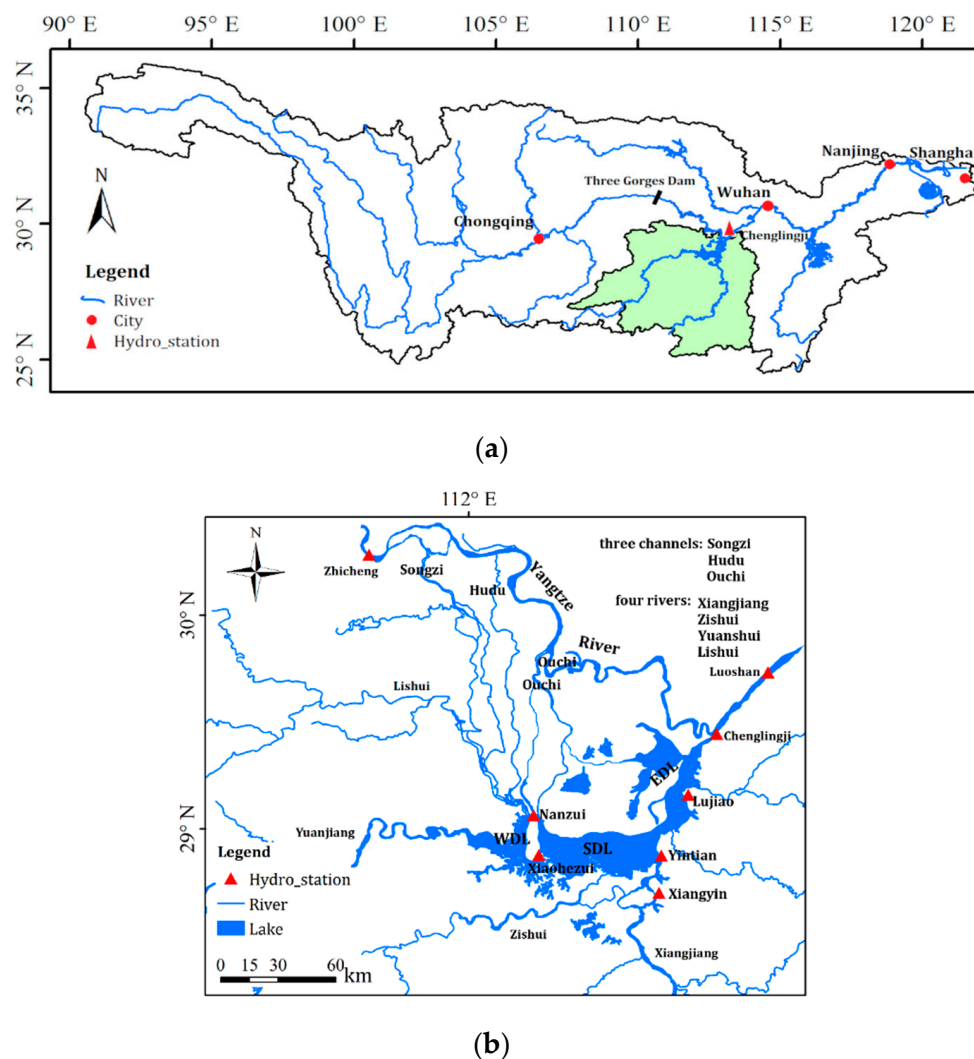 90° E 95° E 100° E 105° E 110° E 115° E 120° E
35° N
30° N
25° N
N
Nanjing
Shangha
Three Gorges Dam
Wuhan
Chongqing
Chenglingji
Legend
River
City
Hydro_station
(a)
112° E
30° N
29° N
N
Zhicheng
Songzi
Hudu
Yangtze
River
three channels: Songzi
Hudu
Ouchi
four rivers: Xiangjiang
Zishui
Yuanshui
Lishui
Luoshan
Ouchi
Ouchi
Lishui
Chenglingji
EDL
Lujiao
Nanzui
Yuanjiang
WDL
SDL
Yintian
Xiaohezui
Xiangyin
Zishui
Xiangjiang
Legend
Hydro_station
River
Lake
0 15 30 60
km
(b)